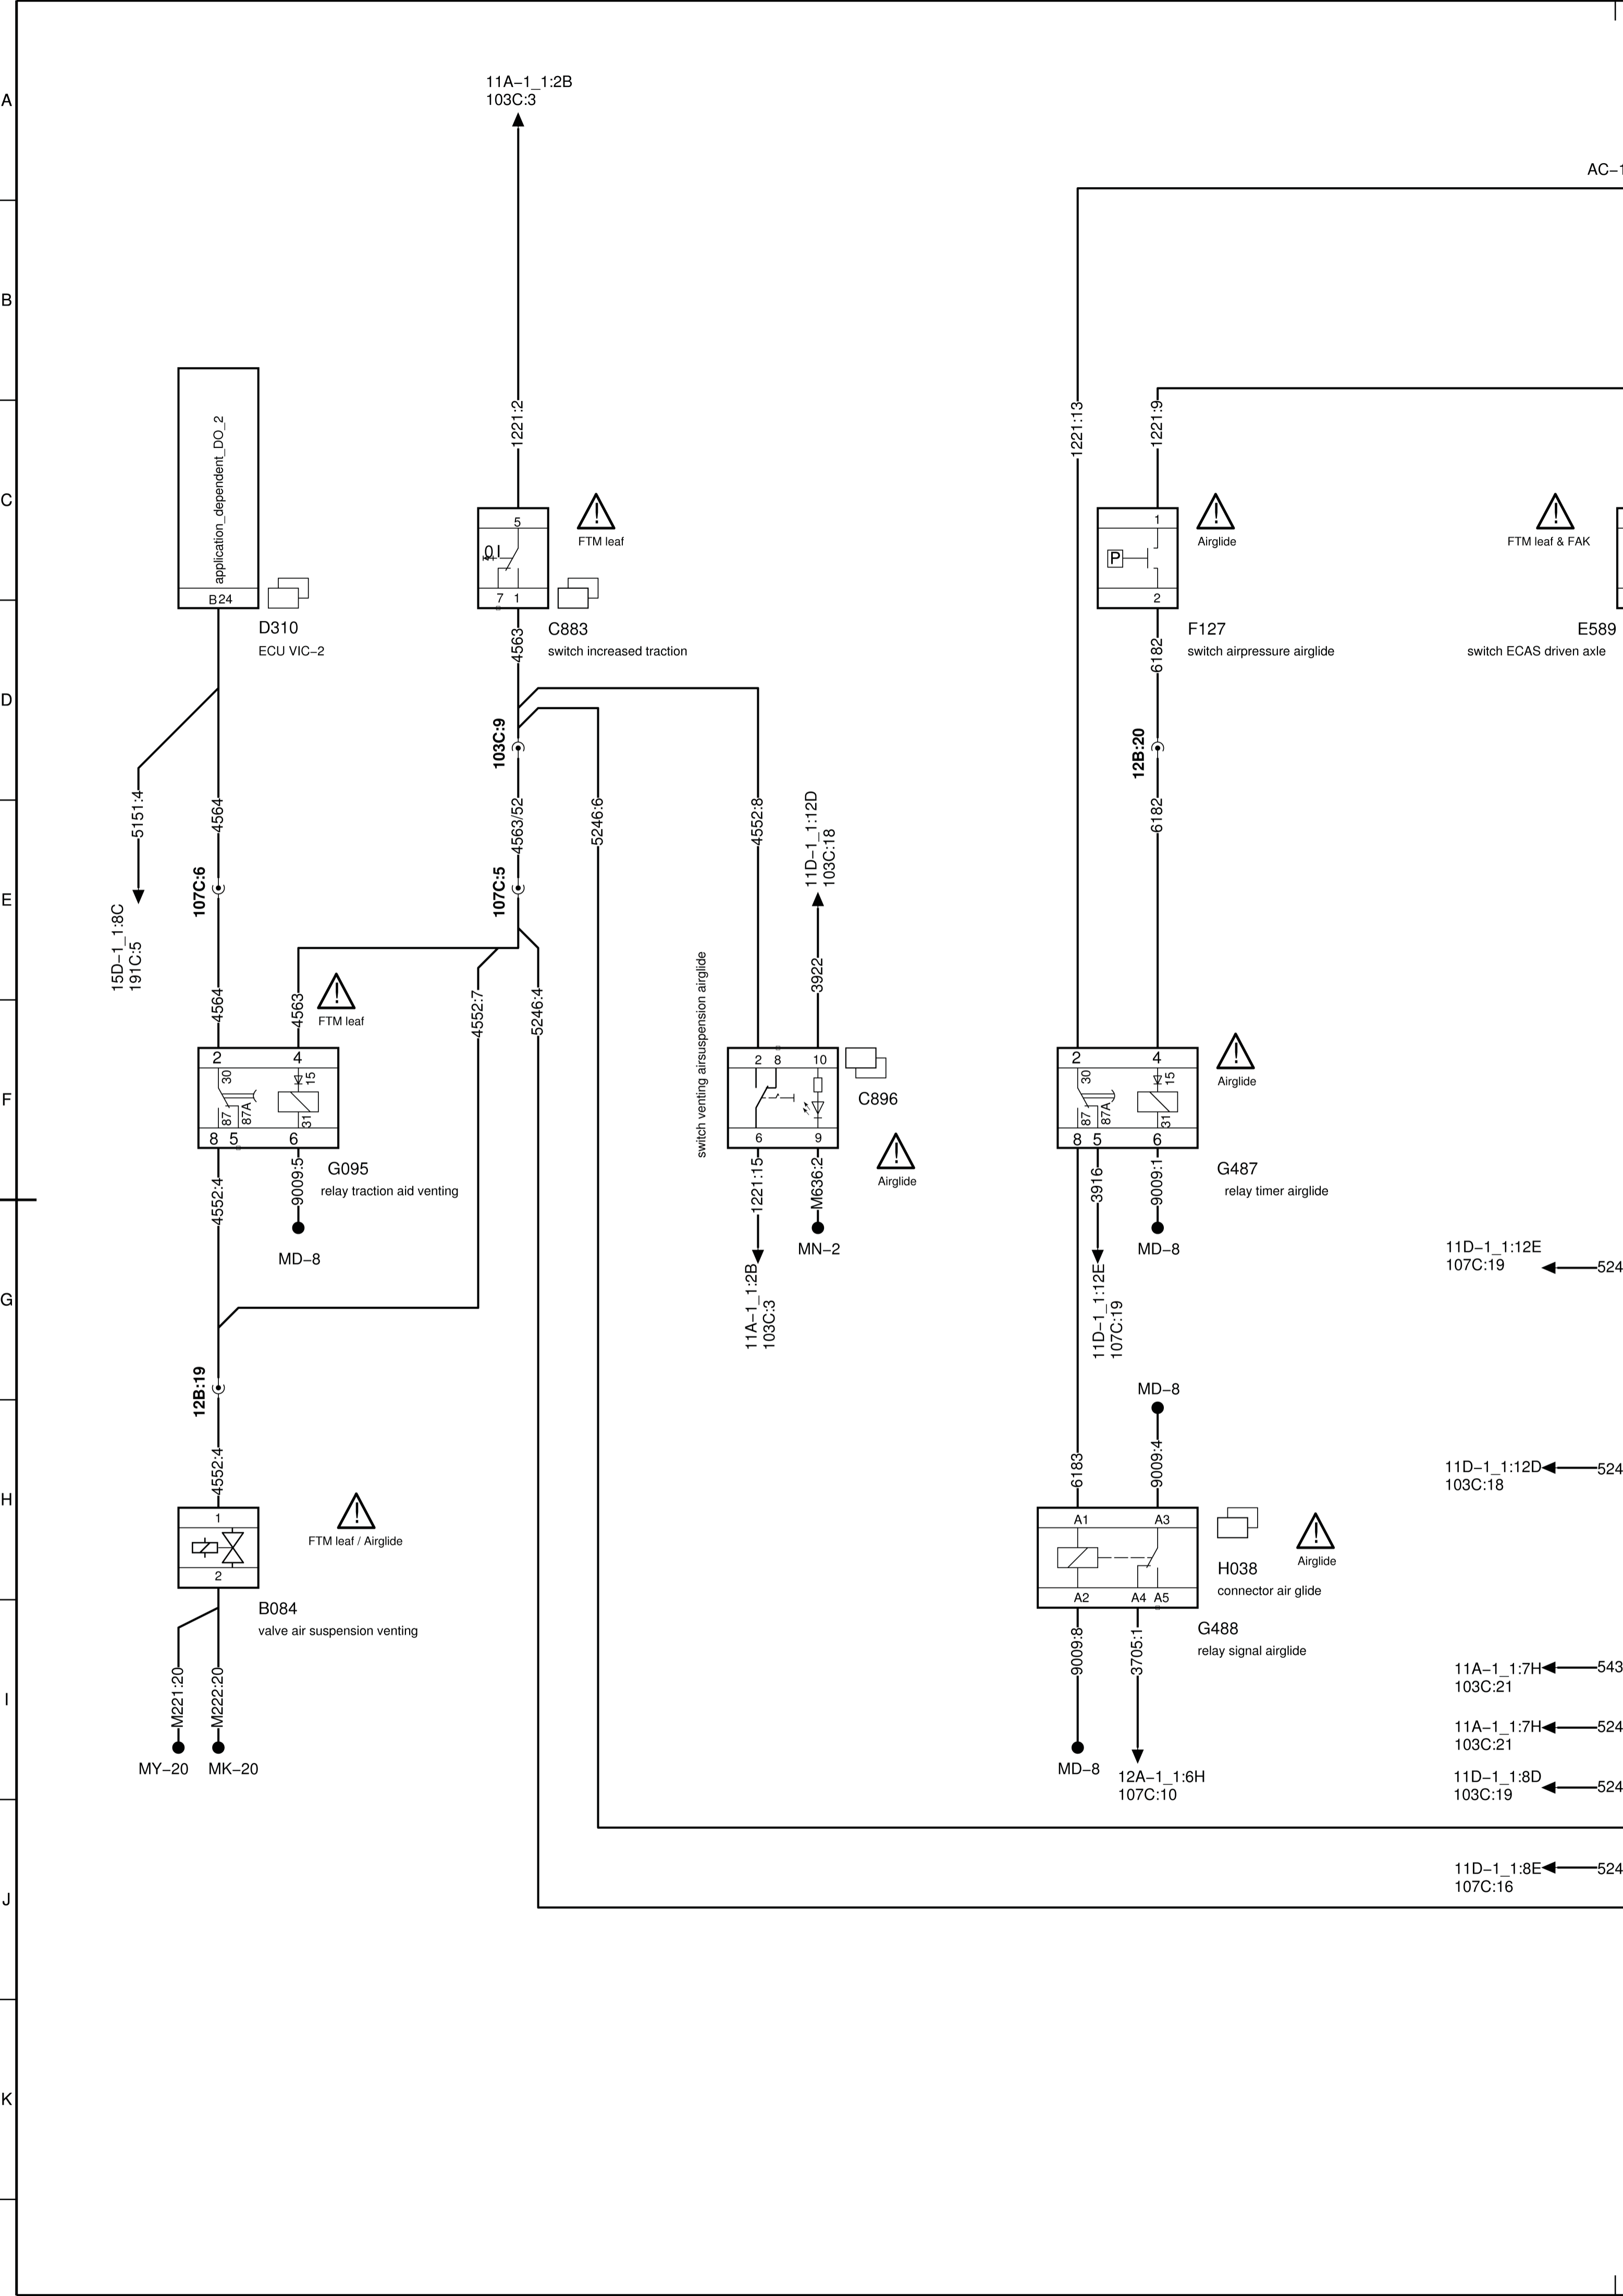 A
B
C
D
E
F
G
H
I
J
K
11A−1_1:2B
103C:3
1221:2
application_dependent_DO_2
B24
D310
ECU VIC−2
5
0 I
7 1
FTM leaf
C883
switch increased traction
AC−1
1221:13
1221:9
1
P
2
Airglide
F127
switch airpressure airglide
FTM leaf & FAK
E589
switch ECAS driven axle
4563
103C:9
4563/52
107C:5
5246:6
4552:8
11D−1_1:12D
103C:18
3922
6182
12B:20
6182
5151:4
15D−1_1:8C
191C:5
4564
107C:6
4564
4563
FTM leaf
4552:7
5246:4
2 4
30
15
87
87A
31
8 5 6
G095
relay traction aid venting
4552:4
9009:5
MD−8
switch venting airsuspension airglide
2 8 10
6 9
C896
Airglide
1221:15
11A−1_1:2B
103C:3
M636:2
MN−2
2 4
30
15
87
87A
31
8 5 6
Airglide
G487
relay timer airglide
3916
11D−1_1:12E
107C:19
9009:1
MD−8
11D−1_1:12E
107C:19
524
12B:19
4552:4
1
2
FTM leaf / Airglide
B084
valve air suspension venting
M221:20
M222:20
MY−20 MK−20
MD−8
6183
9009:4
A1 A3
A2 A4 A5
H038
connector air glide
Airglide
G488
relay signal airglide
9009:8
MD−8
3705:1
12A−1_1:6H
107C:10
11D−1_1:12D
103C:18
524
11A−1_1:7H
103C:21
543
11A−1_1:7H
103C:21
524
11D−1_1:8D
103C:19
524
11D−1_1:8E
107C:16
524